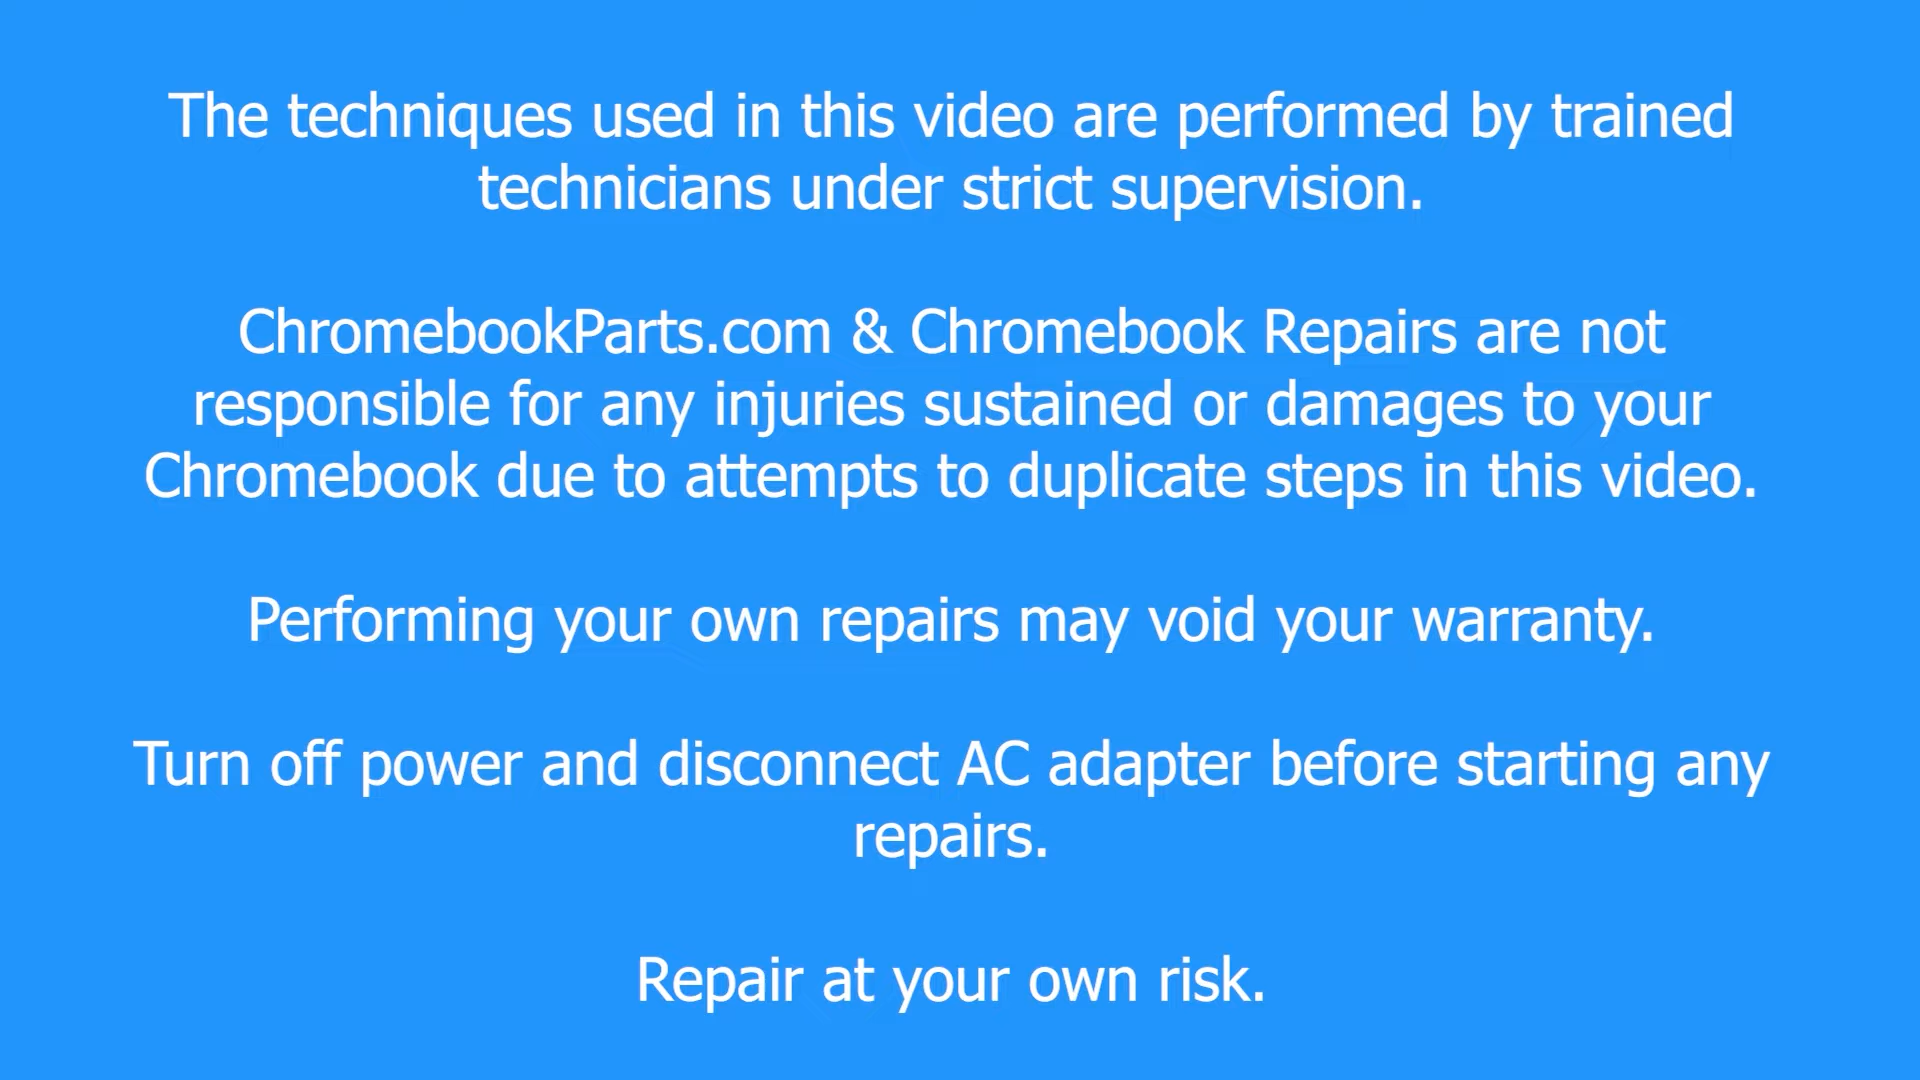 The techniques used in this video are performed by trained
technicians under strict supervision.
ChromebookParts.com & Chromebook Repairs are not
responsible for any injuries sustained or damages to your
Chromebook due to attempts to duplicate steps in this video.
Performing your own repairs may void your warranty.
Turn off power and disconnect AC adapter before starting any
repairs.
Repair at your own risk.